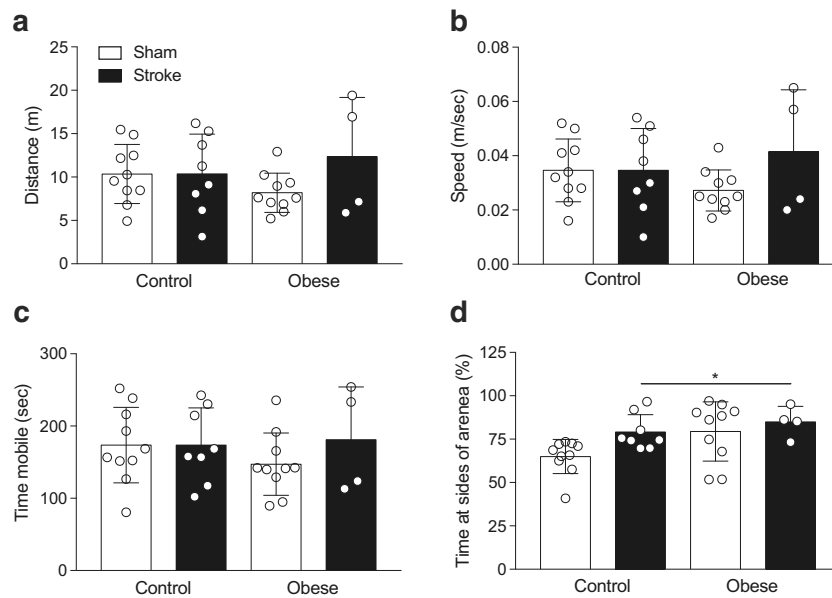 a
Sham
Stroke
Distance (m)
25
20
15
10
5
0
Control
Obese
b
Speed (m/sec)
0.08
0.06
0.04
0.02
0.00
Control
Obese
c
Time mobile (sec)
300
200
100
0
Control
Obese
d
Time at sides of arenea (%)
125
100
75
50
25
0
*
Control
Obese